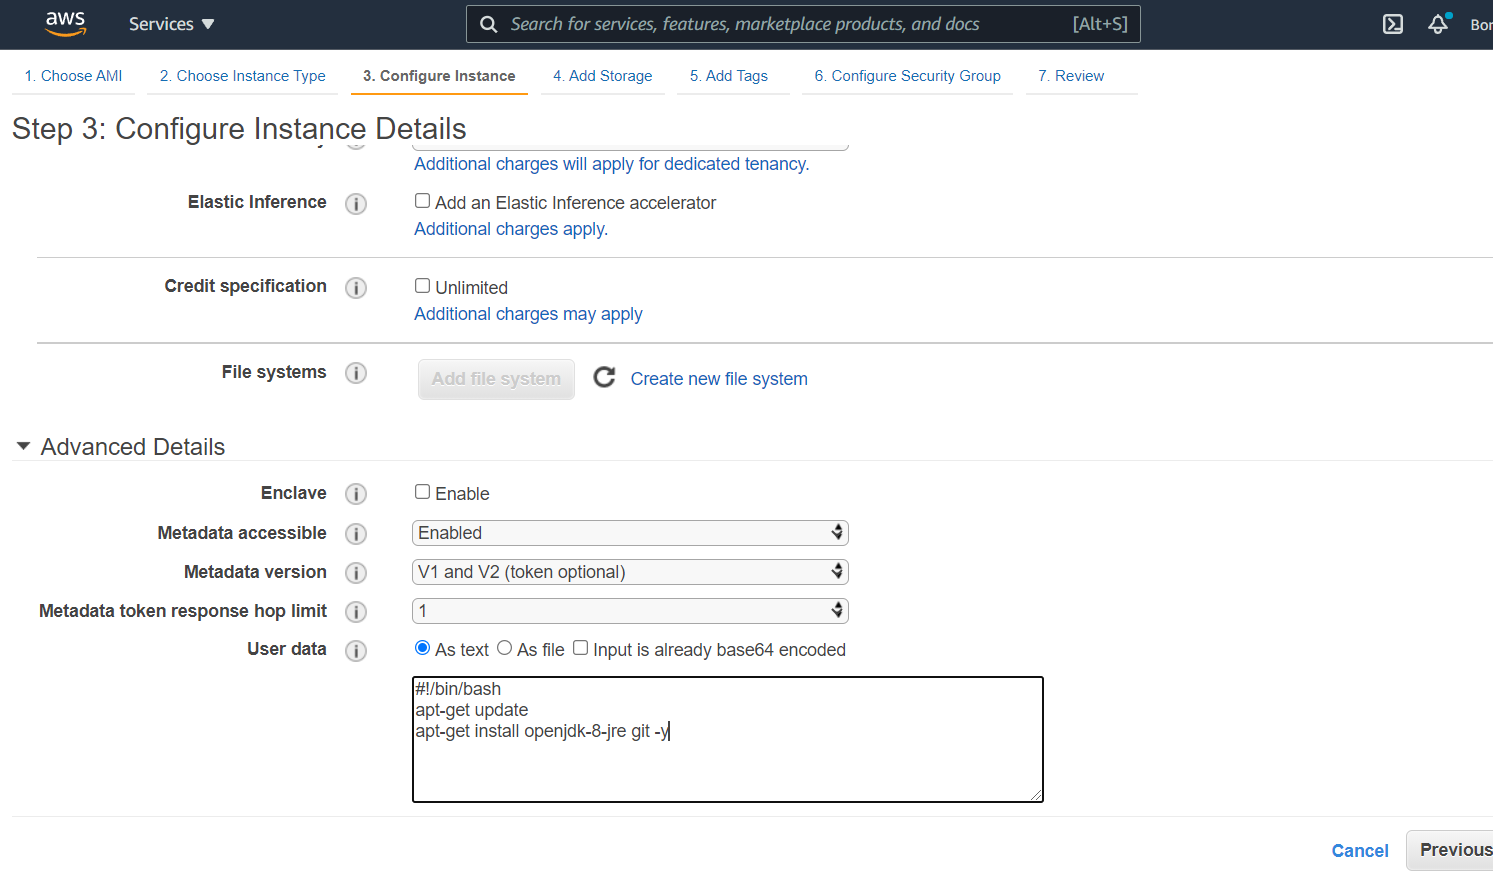 aws Services Search for services, features, marketplace products, and docs [Alt+S] Bor
1. Choose AMI 2. Choose Instance Type 3. Configure Instance 4. Add Storage 5. Add Tags 6. Configure Security Group 7. Review
Step 3: Configure Instance Details
Additional charges will apply for dedicated tenancy.
Elastic Inference Add an Elastic Inference accelerator
Additional charges apply.
Credit specification Unlimited
Additional charges may apply
File systems Add file system Create new file system
Advanced Details
Enclave Enable
Metadata accessible Enabled
Metadata version V1 and V2 (token optional)
Metadata token response hop limit 1
User data As text As file Input is already base64 encoded
#!/bin/bash
apt-get update
apt-get install openjdk-8-jre git -y
Cancel Previous